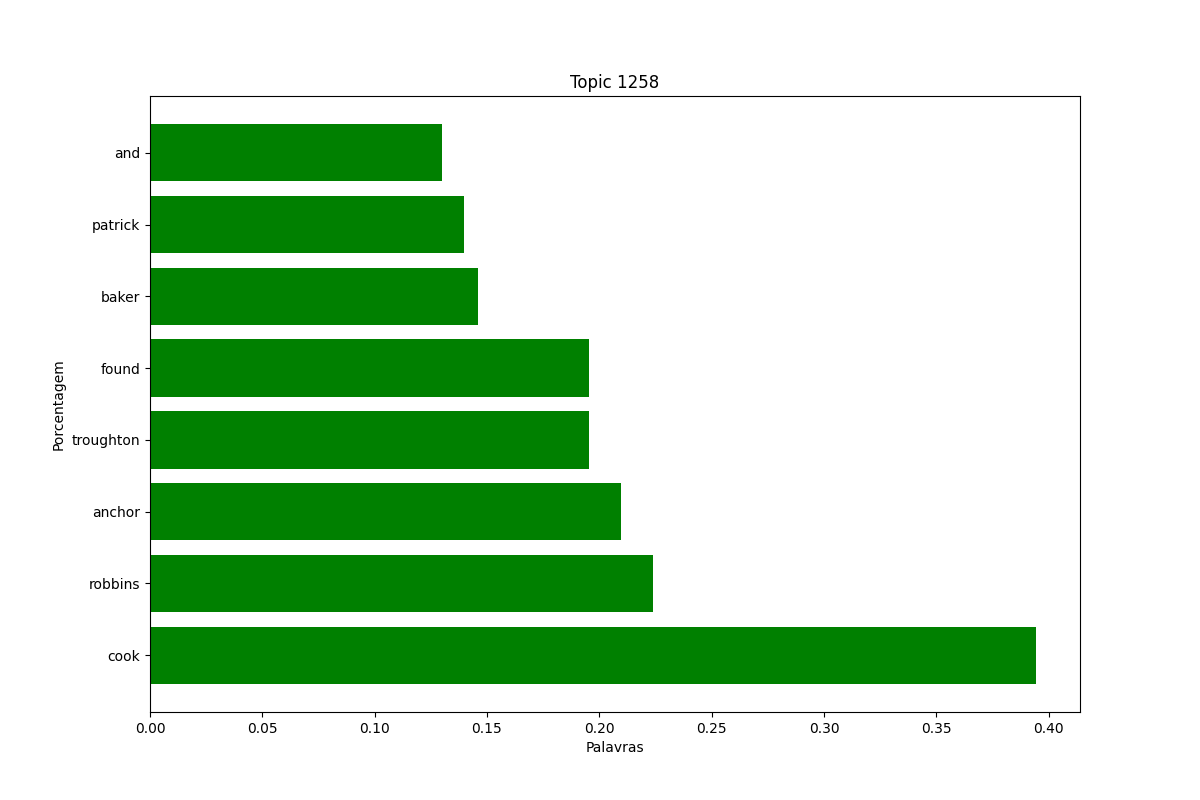 Topic 1258
and
patrick
baker
found
troughton
anchor
robbins
cook
Porcentagem
0.00 0.05 0.10 0.15 0.20 0.25 0.30 0.35 0.40
Palavras